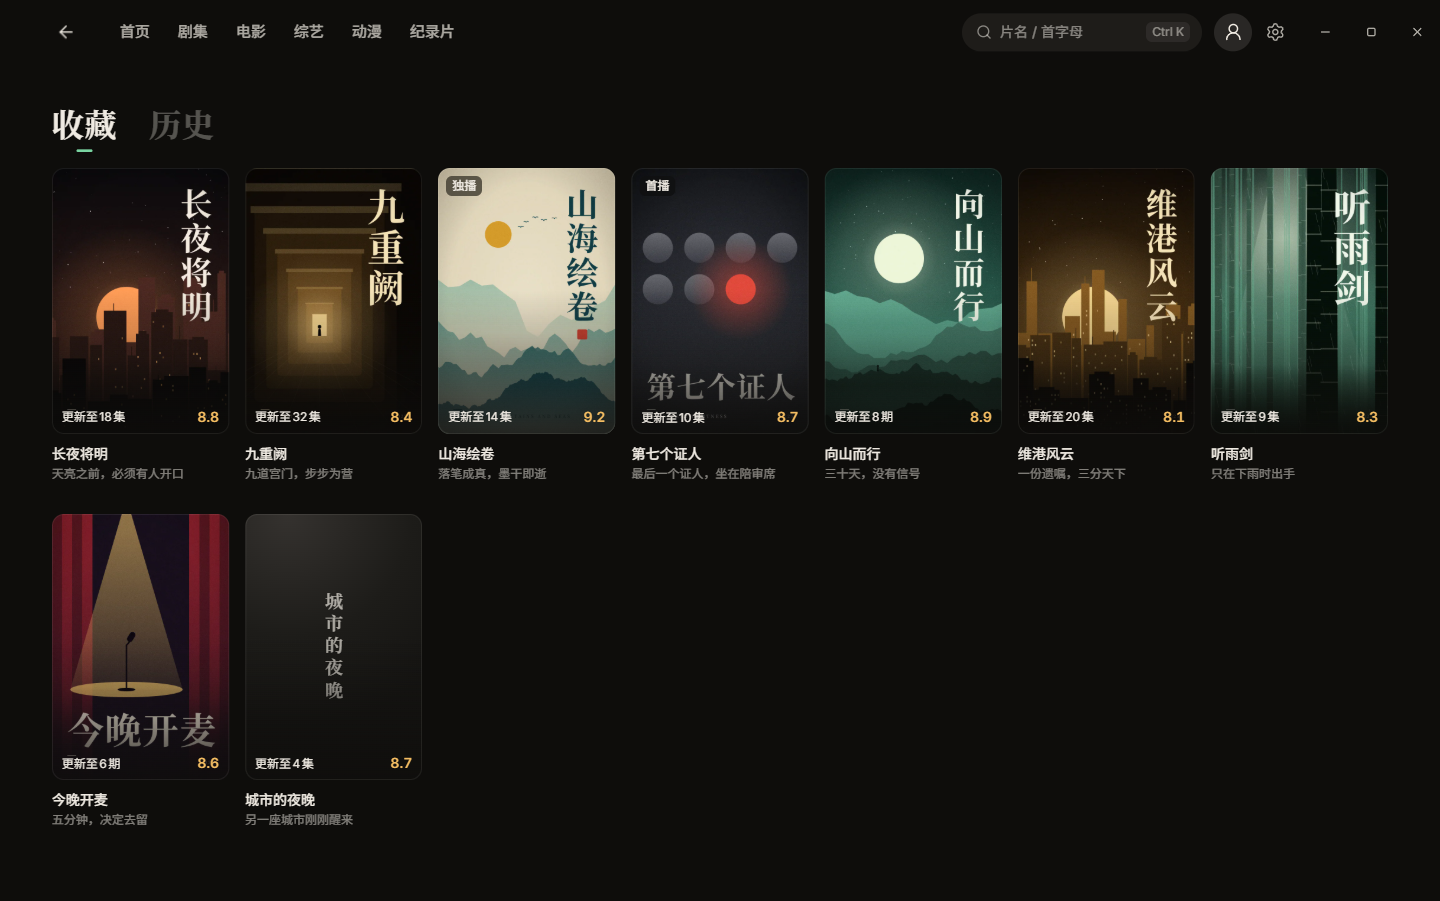 首页 剧集 电影 综艺 动漫 纪录片 片名 / 首字母 Ctrl K
收藏 历史
长夜将明
更新至18集 8.8
长夜将明
天亮之前，必须有人开口
九重阙
更新至32集 8.4
九重阙
九道宫门，步步为营
独播
山海绘卷
更新至14集 9.2
山海绘卷
落笔成真，墨干即逝
首播
第七个证人
更新至10集 8.7
第七个证人
最后一个证人，坐在陪审席
向山而行
更新至8期 8.9
向山而行
三十天，没有信号
维港风云
更新至20集 8.1
维港风云
一份遗嘱，三分天下
听雨剑
更新至9集 8.3
听雨剑
只在下雨时出手
今晚开麦
更新至6期 8.6
今晚开麦
五分钟，决定去留
城市的夜晚
更新至4集 8.7
城市的夜晚
另一座城市刚刚醒来